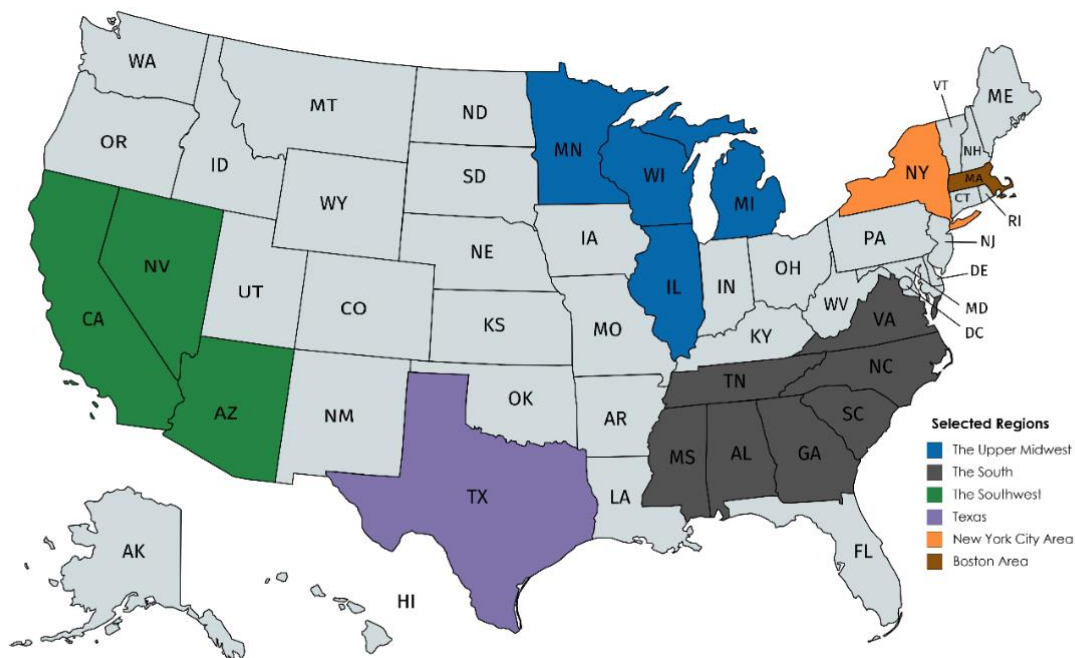 WA
MT
ND
MN
VT
ME
OR
ID
SD
WI
MI
NY
NH
MA
CT
RI
WY
IA
PA
NJ
NE
NV
UT
CO
IL
IN
OH
DE
WV
MD
DC
CA
KS
MO
KY
VA
AZ
NM
OK
AR
TN
NC
SC
MS
AL
GA
TX
LA
FL
AK
HI
Selected Regions
The Upper Midwest
The South
The Southwest
Texas
New York City Area
Boston Area